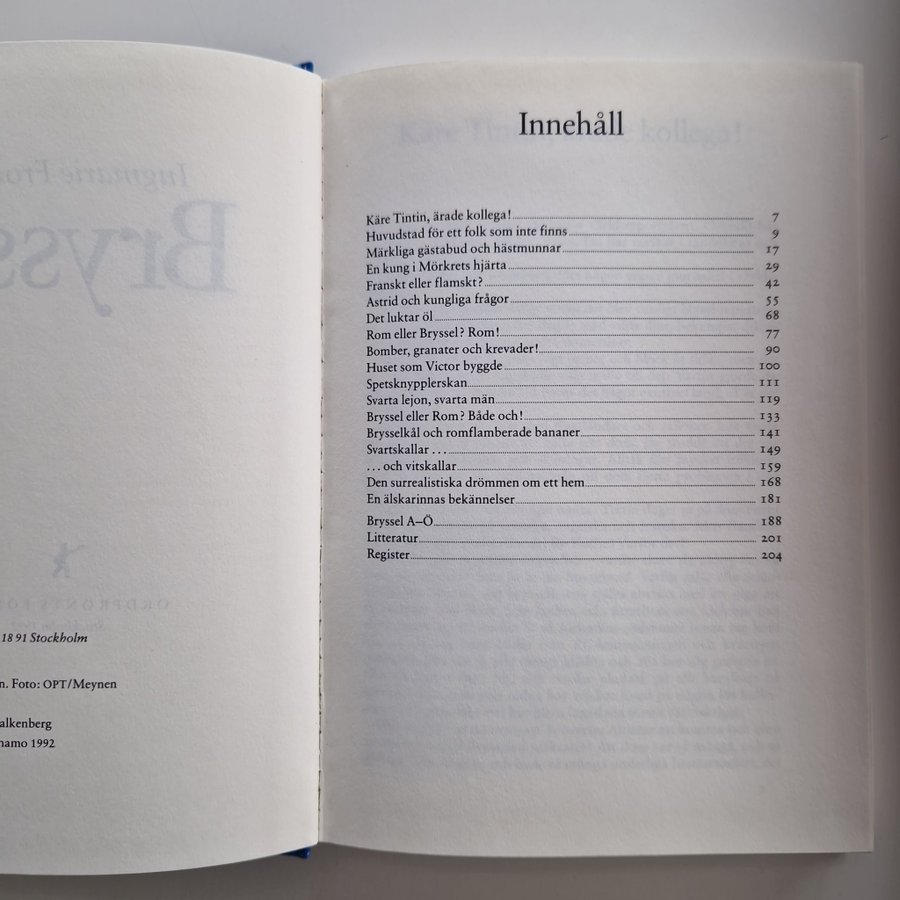 18 91 Stockholm
n. Foto: OPT/Meynen
alkenberg
namo 1992
Innehåll
Käre Tintin, ärade kollega! 7
Huvudstad för ett folk som inte finns 9
Märkliga gästabud och hästmunnar 17
En kung i Mörkrets hjärta 29
Franskt eller flamskt? 42
Astrid och kungliga frågor 55
Det luktar öl 68
Rom eller Bryssel? Rom! 77
Bomber, granater och krevader! 90
Huset som Victor byggde 100
Spetsknypplerskan 111
Svarta lejon, svarta män 119
Bryssel eller Rom? Både och! 133
Brysselkål och romflamberade bananer 141
Svartskallar ... 149
... och vitskallar 159
Den surrealistiska drömmen om ett hem 168
En älskarinnas bekännelser 181
Bryssel A–Ö 188
Litteratur 201
Register 204